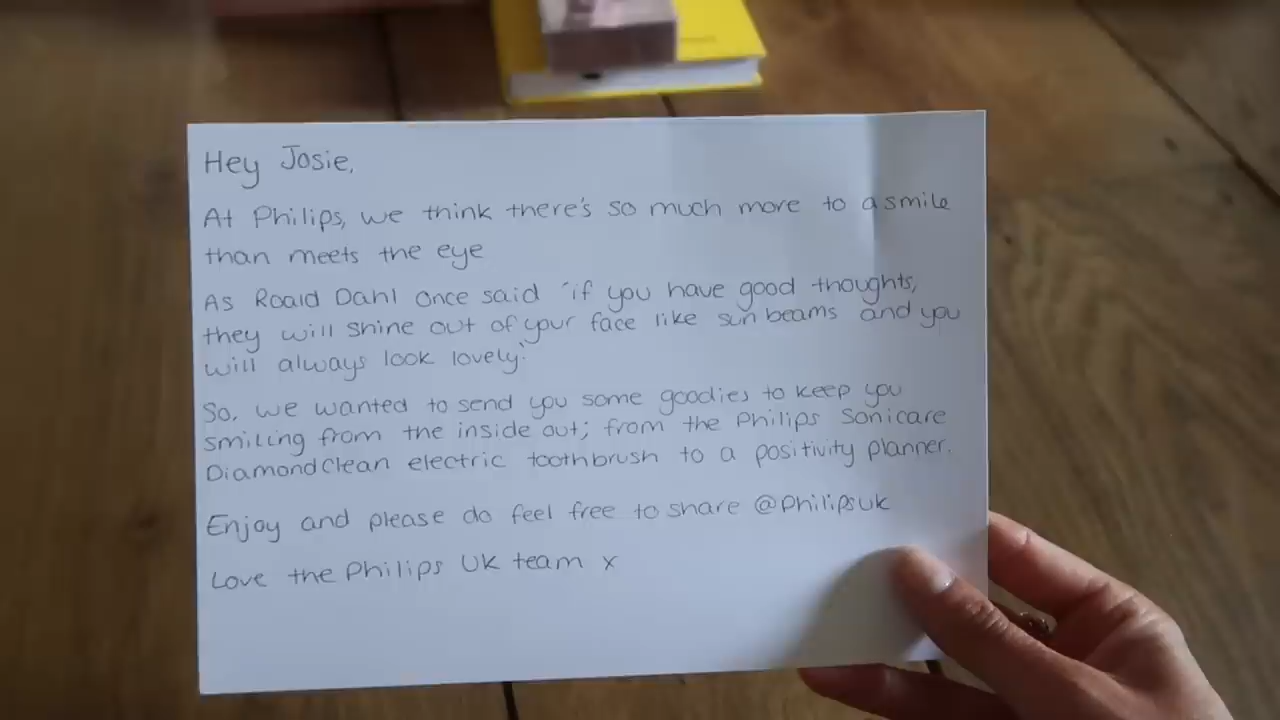 Hey Josie,
At Philips, we think there's so much more to a smile
than meets the eye
As Roald Dahl once said 'if you have good thoughts,
they will shine out of your face like sun beams and you
will always look lovely'
So, we wanted to send you some goodies to keep you
smiling from the inside out; from the Philips Sonicare
DiamondClean electric toothbrush to a positivity planner.
Enjoy and please do feel free to share @PhilipsUK
Love the Philips UK team x